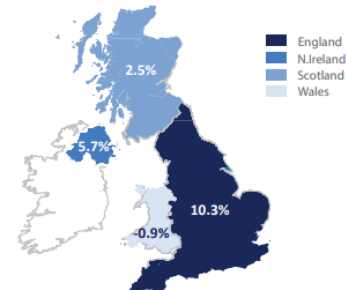 England
N.Ireland
Scotland
Wales
2.5%
5.7%
10.3%
-0.9%